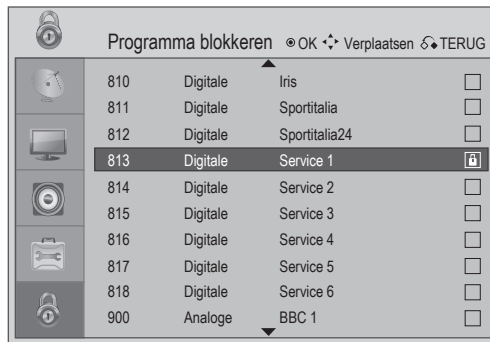 Programma blokkeren OK Verplaatsen TERUG
810 Digitale Iris
811 Digitale Sportitalia
812 Digitale Sportitalia24
813 Digitale Service 1
814 Digitale Service 2
815 Digitale Service 3
816 Digitale Service 4
817 Digitale Service 5
818 Digitale Service 6
900 Analoge BBC 1